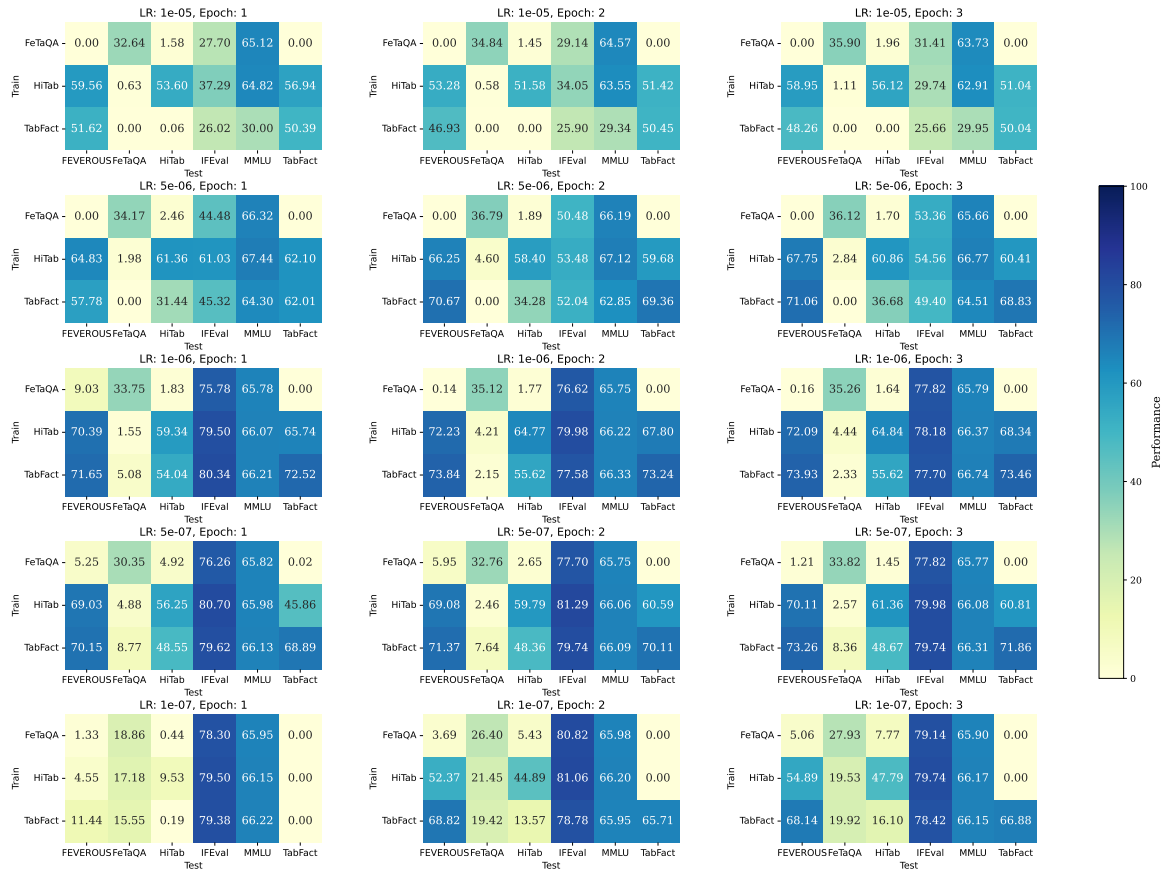 LR: 1e-05, Epoch: 1
LR: 1e-05, Epoch: 2
LR: 1e-05, Epoch: 3
FeTaQA 0.00 32.64 1.58 27.70 65.12 0.00
FeTaQA 0.00 34.84 1.45 29.14 64.57 0.00
FeTaQA 0.00 35.90 1.96 31.41 63.73 0.00
Train HiTab 59.56 0.63 53.60 37.29 64.82 56.94
Train HiTab 53.28 0.58 51.58 34.05 63.55 51.42
Train HiTab 58.95 1.11 56.12 29.74 62.91 51.04
TabFact 51.62 0.00 0.06 26.02 30.00 50.39
TabFact 46.93 0.00 0.00 25.90 29.34 50.45
TabFact 48.26 0.00 0.00 25.66 29.95 50.04
FEVEROUS FeTaQA HiTab IFEval MMLU TabFact
FEVEROUS FeTaQA HiTab IFEval MMLU TabFact
FEVEROUS FeTaQA HiTab IFEval MMLU TabFact
Test
Test
Test
LR: 5e-06, Epoch: 1
LR: 5e-06, Epoch: 2
LR: 5e-06, Epoch: 3
FeTaQA 0.00 34.17 2.46 44.48 66.32 0.00
FeTaQA 0.00 36.79 1.89 50.48 66.19 0.00
FeTaQA 0.00 36.12 1.70 53.36 65.66 0.00
Train HiTab 64.83 1.98 61.36 61.03 67.44 62.10
Train HiTab 66.25 4.60 58.40 53.48 67.12 59.68
Train HiTab 67.75 2.84 60.86 54.56 66.77 60.41
TabFact 57.78 0.00 31.44 45.32 64.30 62.01
TabFact 70.67 0.00 34.28 52.04 62.85 69.36
TabFact 71.06 0.00 36.68 49.40 64.51 68.83
FEVEROUS FeTaQA HiTab IFEval MMLU TabFact
FEVEROUS FeTaQA HiTab IFEval MMLU TabFact
FEVEROUS FeTaQA HiTab IFEval MMLU TabFact
Test
Test
Test
LR: 1e-06, Epoch: 1
LR: 1e-06, Epoch: 2
LR: 1e-06, Epoch: 3
FeTaQA 9.03 33.75 1.83 75.78 65.78 0.00
FeTaQA 0.14 35.12 1.77 76.62 65.75 0.00
FeTaQA 0.16 35.26 1.64 77.82 65.79 0.00
Train HiTab 70.39 1.55 59.34 79.50 66.07 65.74
Train HiTab 72.23 4.21 64.77 79.98 66.22 67.80
Train HiTab 72.09 4.44 64.84 78.18 66.37 68.34
TabFact 71.65 5.08 54.04 80.34 66.21 72.52
TabFact 73.84 2.15 55.62 77.58 66.33 73.24
TabFact 73.93 2.33 55.62 77.70 66.74 73.46
FEVEROUS FeTaQA HiTab IFEval MMLU TabFact
FEVEROUS FeTaQA HiTab IFEval MMLU TabFact
FEVEROUS FeTaQA HiTab IFEval MMLU TabFact
Test
Test
Test
LR: 5e-07, Epoch: 1
LR: 5e-07, Epoch: 2
LR: 5e-07, Epoch: 3
FeTaQA 5.25 30.35 4.92 76.26 65.82 0.02
FeTaQA 5.95 32.76 2.65 77.70 65.75 0.00
FeTaQA 1.21 33.82 1.45 77.82 65.77 0.00
Train HiTab 69.03 4.88 56.25 80.70 65.98 45.86
Train HiTab 69.08 2.46 59.79 81.29 66.06 60.59
Train HiTab 70.11 2.57 61.36 79.98 66.08 60.81
TabFact 70.15 8.77 48.55 79.62 66.13 68.89
TabFact 71.37 7.64 48.36 79.74 66.09 70.11
TabFact 73.26 8.36 48.67 79.74 66.31 71.86
FEVEROUS FeTaQA HiTab IFEval MMLU TabFact
FEVEROUS FeTaQA HiTab IFEval MMLU TabFact
FEVEROUS FeTaQA HiTab IFEval MMLU TabFact
Test
Test
Test
LR: 1e-07, Epoch: 1
LR: 1e-07, Epoch: 2
LR: 1e-07, Epoch: 3
FeTaQA 1.33 18.86 0.44 78.30 65.95 0.00
FeTaQA 3.69 26.40 5.43 80.82 65.98 0.00
FeTaQA 5.06 27.93 7.77 79.14 65.90 0.00
Train HiTab 4.55 17.18 9.53 79.50 66.15 0.00
Train HiTab 52.37 21.45 44.89 81.06 66.20 0.00
Train HiTab 54.89 19.53 47.79 79.74 66.17 0.00
TabFact 11.44 15.55 0.19 79.38 66.22 0.00
TabFact 68.82 19.42 13.57 78.78 65.95 65.71
TabFact 68.14 19.92 16.10 78.42 66.15 66.88
FEVEROUS FeTaQA HiTab IFEval MMLU TabFact
FEVEROUS FeTaQA HiTab IFEval MMLU TabFact
FEVEROUS FeTaQA HiTab IFEval MMLU TabFact
Test
Test
Test
100
80
60
40
20
0
Performance